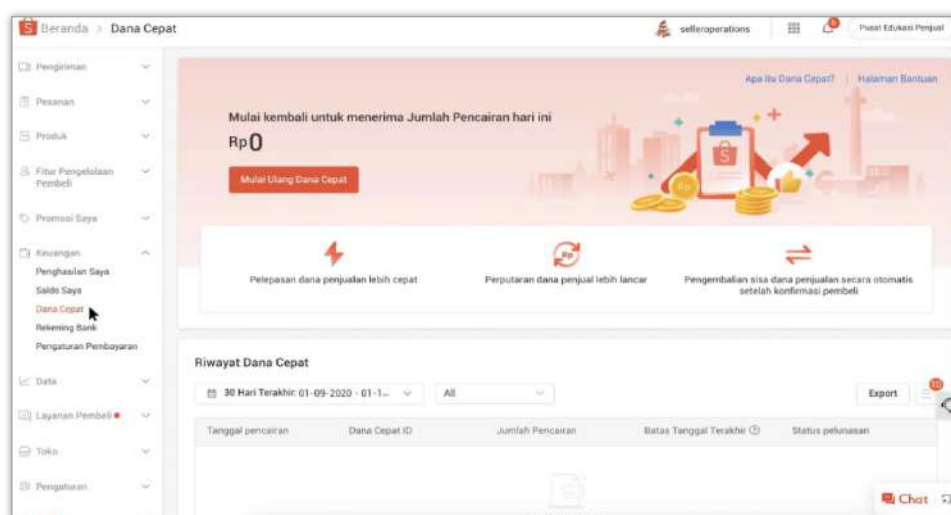 Beranda > Dana Cepat
selleroperations
6
Pusat Edukasi Penjual
Pengiriman
Pesanan
Produk
Fitur Pengelolaan
Pembeli
Promosi Saya
Keuangan
Penghasilan Saya
Saldo Saya
Dana Cepat
Rekening Bank
Pengaturan Pembayaran
Data
Layanan Pembeli
Toko
Pengaturan
Apa itu Dana Cepat?
Halaman Bantuan
Mulai kembali untuk menerima Jumlah Pencairan hari ini
Rp0
Mulai Ulang Dana Cepat
S
Rp
Pelepasan dana penjualan lebih cepat
Rp
Perputaran dana penjual lebih lancar
Pengembalian sisa dana penjualan secara otomatis
setelah konfirmasi pembeli
Riwayat Dana Cepat
30 Hari Terakhir: 01-09-2020 - 01-1...
All
Export
10
Tanggal pencairan
Dana Cepat ID
Jumlah Pencairan
Batas Tanggal Terakhir
Status pelunasan
Chat